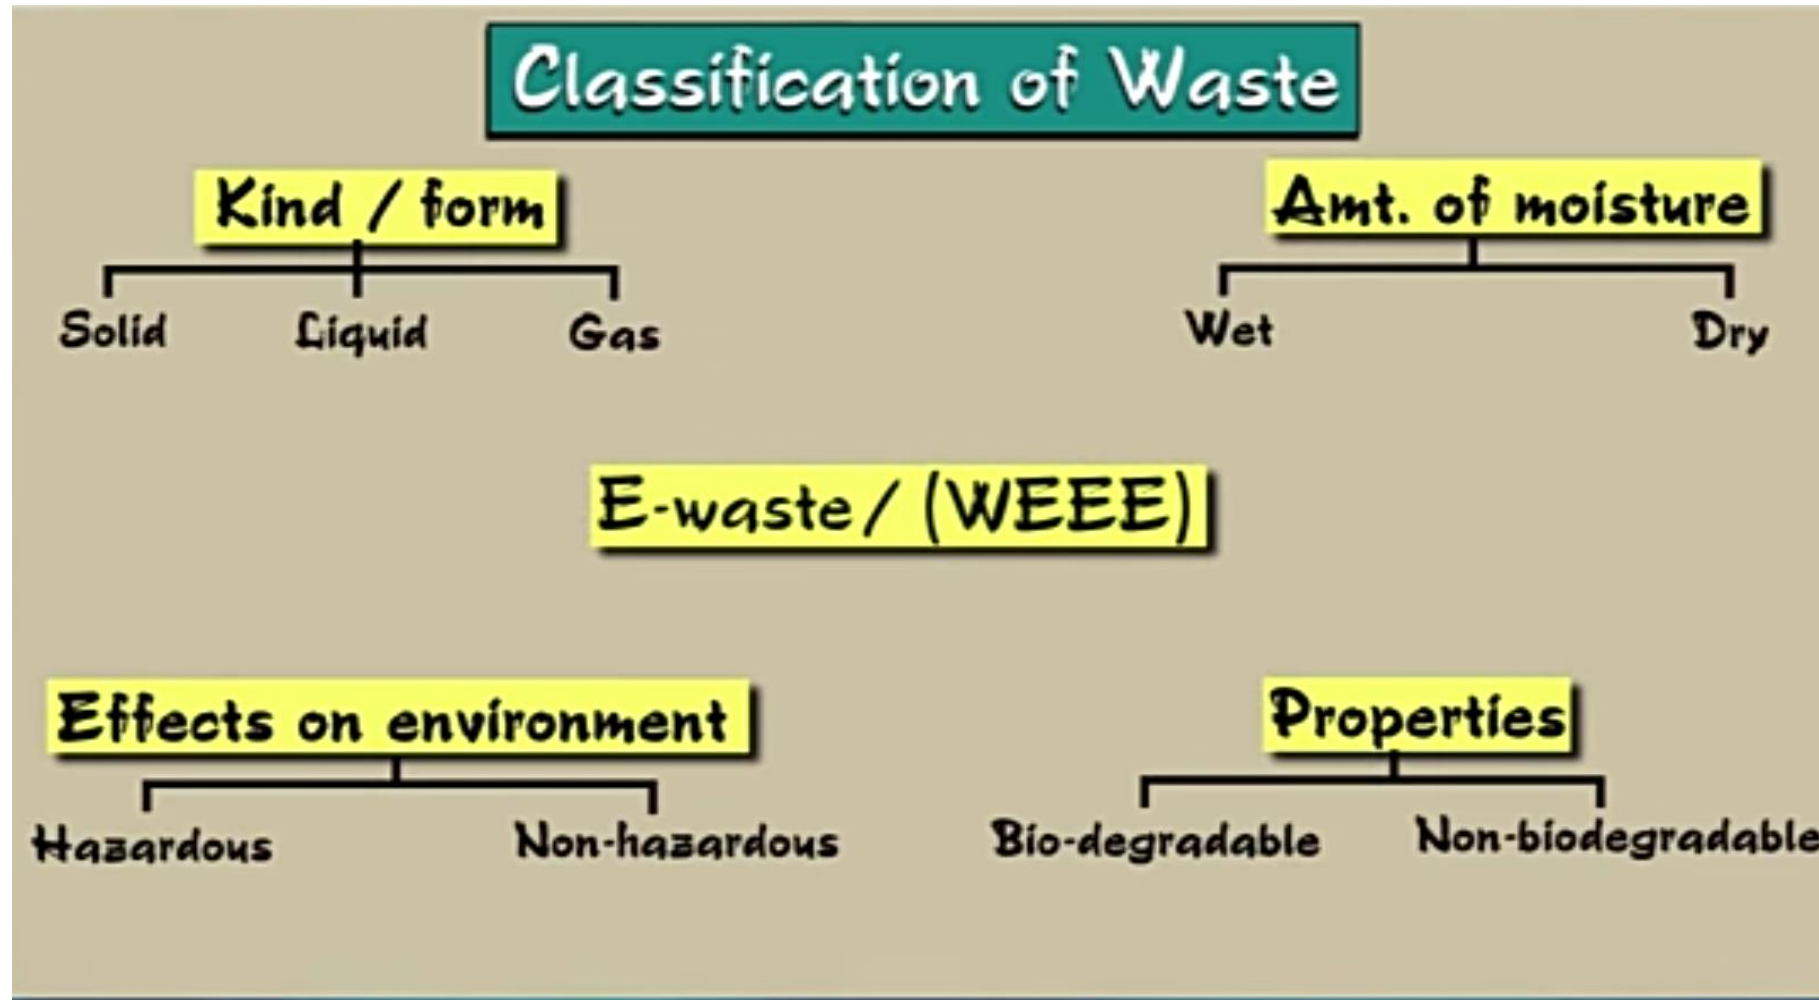 Classification of Waste
Kind / form
Amt. of moisture
Solid Liquid Gas
Wet Dry
E-waste / (WEEE)
Effects on environment
Properties
Hazardous Non-hazardous
Bio-degradable Non-biodegradable